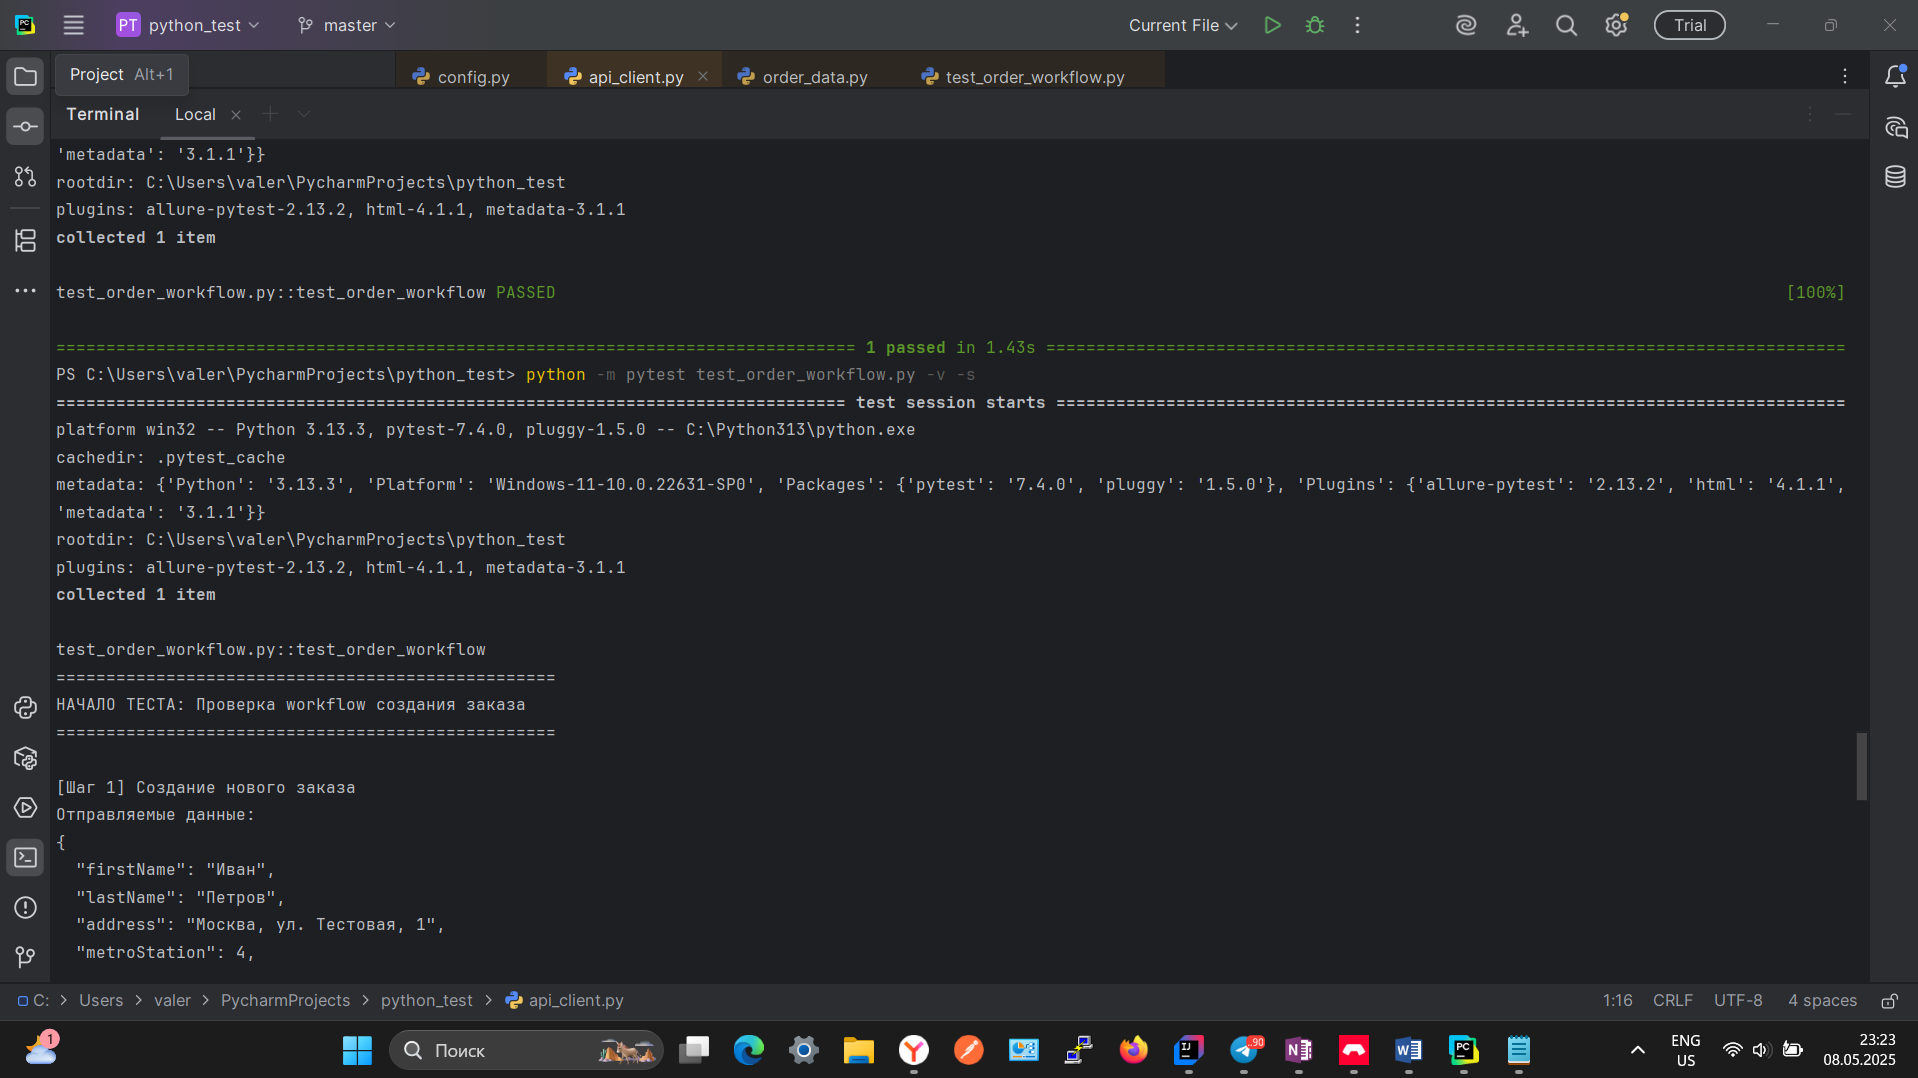 PT python_test master Current File Trial
Project Alt+1
config.py api_client.py order_data.py test_order_workflow.py
Terminal Local
'metadata': '3.1.1'}}
rootdir: C:\Users\valer\PycharmProjects\python_test
plugins: allure-pytest-2.13.2, html-4.1.1, metadata-3.1.1
collected 1 item
test_order_workflow.py::test_order_workflow PASSED [100%]
================================================================================ 1 passed in 1.43s ================================================================================
PS C:\Users\valer\PycharmProjects\python_test> python -m pytest test_order_workflow.py -v -s
=============================================================================== test session starts ===============================================================================
platform win32 -- Python 3.13.3, pytest-7.4.0, pluggy-1.5.0 -- C:\Python313\python.exe
cachedir: .pytest_cache
metadata: {'Python': '3.13.3', 'Platform': 'Windows-11-10.0.22631-SP0', 'Packages': {'pytest': '7.4.0', 'pluggy': '1.5.0'}, 'Plugins': {'allure-pytest': '2.13.2', 'html': '4.1.1',
'metadata': '3.1.1'}}
rootdir: C:\Users\valer\PycharmProjects\python_test
plugins: allure-pytest-2.13.2, html-4.1.1, metadata-3.1.1
collected 1 item
test_order_workflow.py::test_order_workflow
==================================================
НАЧАЛО ТЕСТА: Проверка workflow создания заказа
==================================================
[Шаг 1] Создание нового заказа
Отправляемые данные:
{
"firstName": "Иван",
"lastName": "Петров",
"address": "Москва, ул. Тестовая, 1",
"metroStation": 4,
C: > Users > valer > PycharmProjects > python_test > api_client.py 1:16 CRLF UTF-8 4 spaces
1 Поиск 90 ENG 23:23
US 08.05.2025